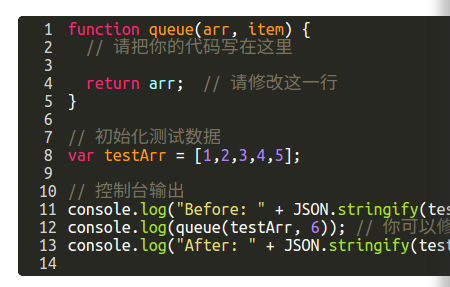 1 function queue(arr, item) {
2 // 请把你的代码写在这里
3
4 return arr; // 请修改这一行
5 }
6
7 // 初始化测试数据
8 var testArr = [1,2,3,4,5];
9
10 // 控制台输出
11 console.log("Before: " + JSON.stringify(tes
12 console.log(queue(testArr, 6)); // 你可以修
13 console.log("After: " + JSON.stringify(test
14